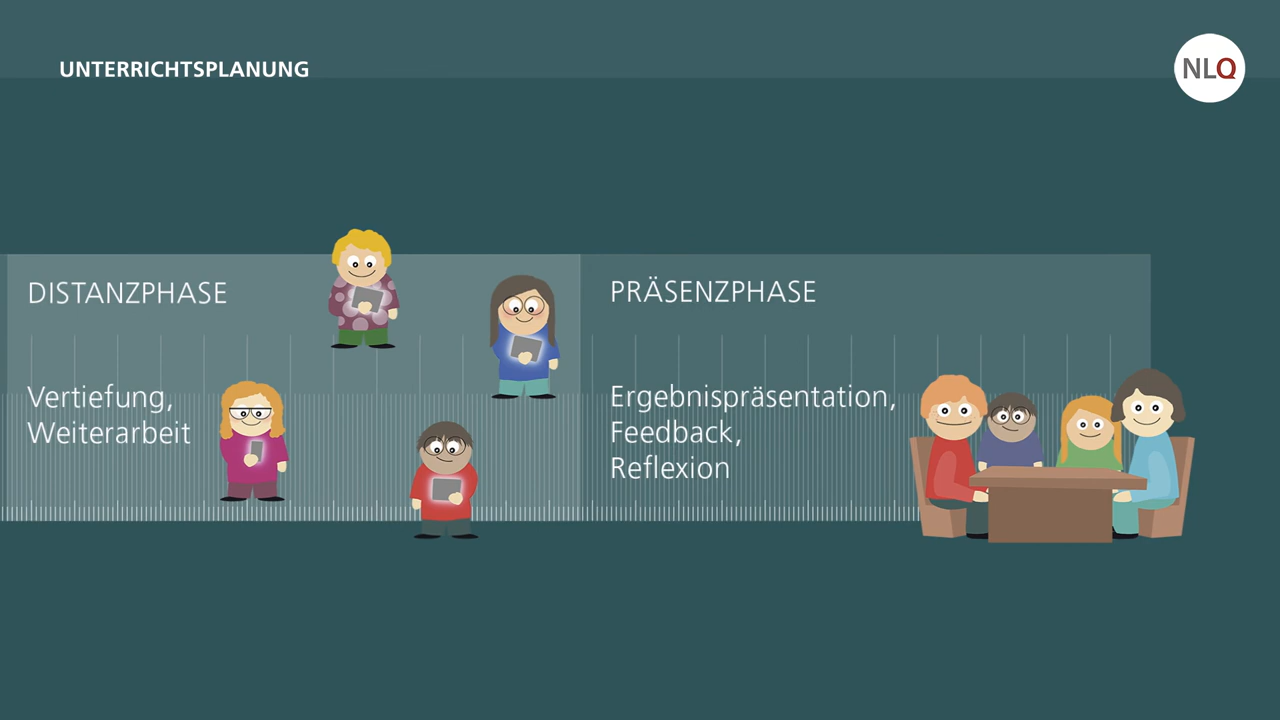 UNTERRICHTSPLANUNG
NLQ
DISTANZPHASE
Vertiefung,
Weiterarbeit
PRÄSENZPHASE
Ergebnispräsentation,
Feedback,
Reflexion